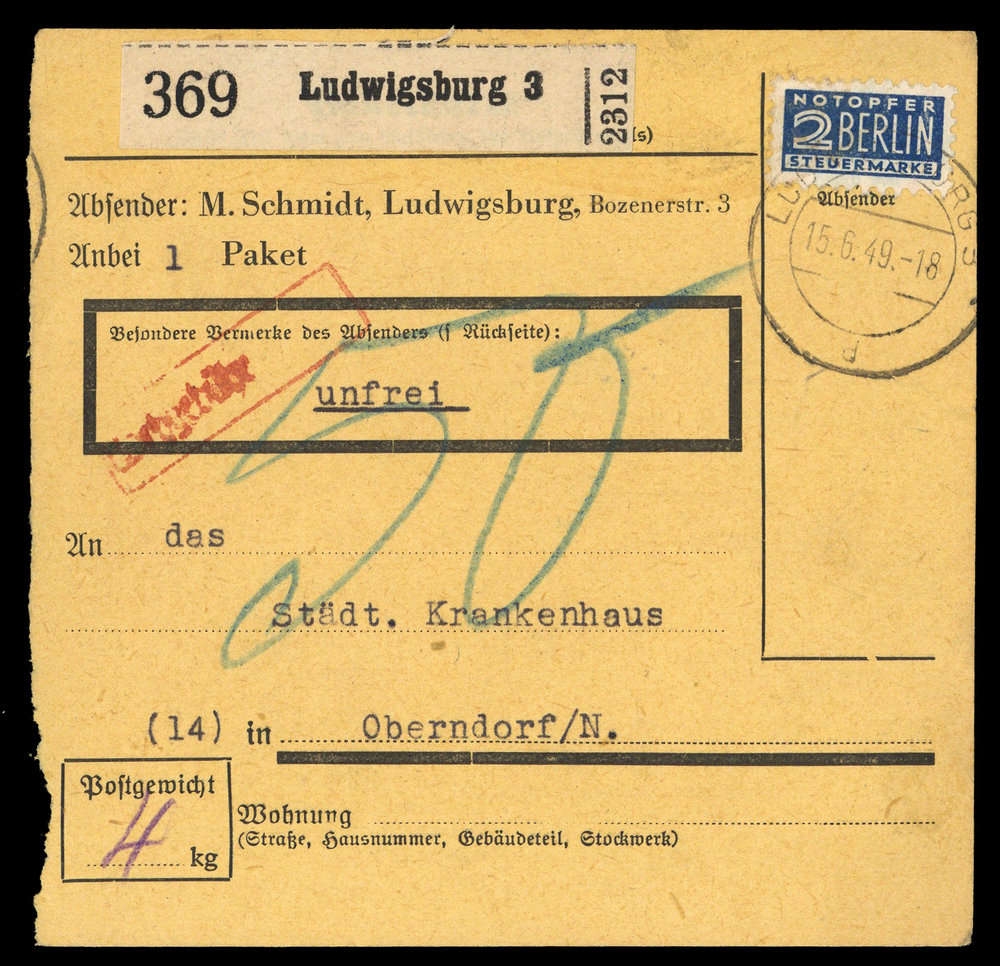 369 Ludwigsburg 3 2312
s)
NOTOPFER
2 BERLIN
STEUERMARKE
Absender: M. Schmidt, Ludwigsburg, Bozenerstr. 3
Absender
15.6.49.-18
P
Anbei 1 Paket
Besondere Vermerke des Absenders (s Rückseite):
unfrei
50
An das
Städt. Krankenhaus
(14) in Oberndorf/N.
Postgewicht
4 kg
Wohnung
(Straße, Hausnummer, Gebäudeteil, Stockwerk)